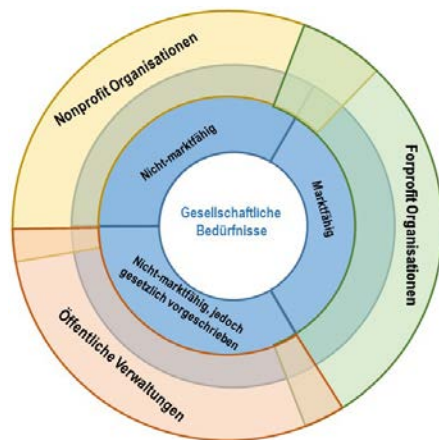 Nonprofit Organisationen
Nicht-marktfähig
Marktfähig
Forprofit Organisationen
Gesellschaftliche
Bedürfnisse
Nicht-marktfähig, jedoch
gesetzlich vorgeschrieben
Öffentliche Verwaltungen